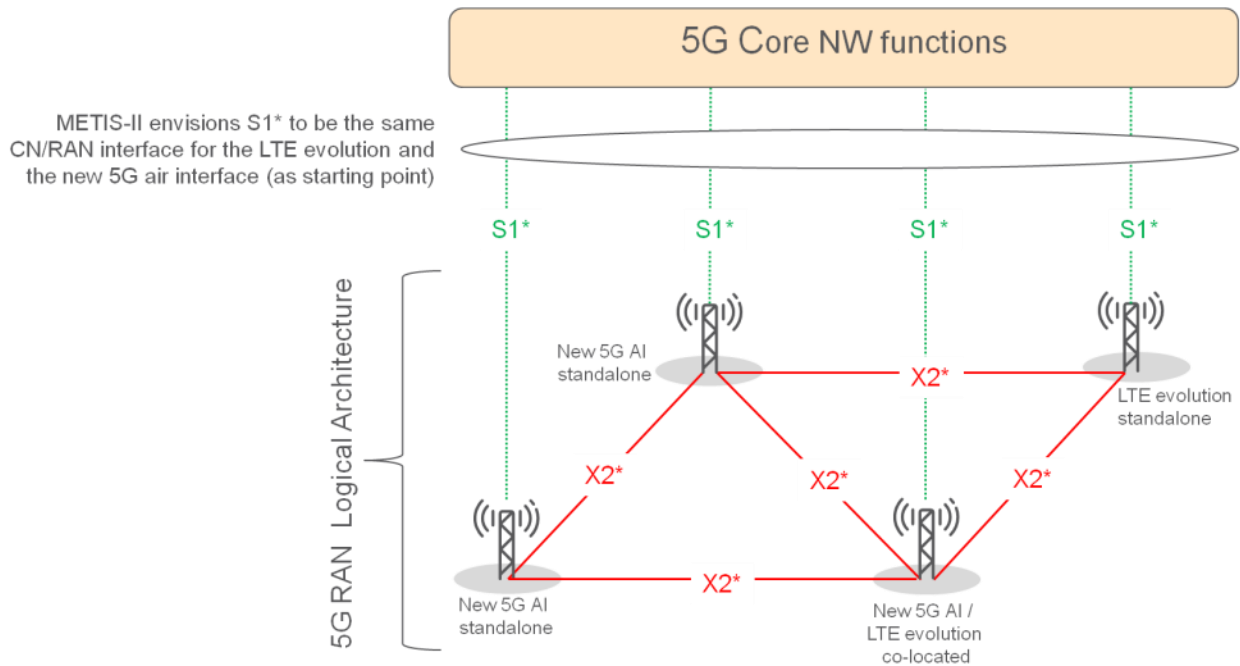 5G Core NW functions
METIS-II envisions S1* to be the same
CN/RAN interface for the LTE evolution and
the new 5G air interface (as starting point)
S1*
S1*
S1*
S1*
5G RAN Logical Architecture
New 5G AI
standalone
X2*
LTE evolution
standalone
X2*
X2*
X2*
X2*
New 5G AI
standalone
New 5G AI /
LTE evolution
co-located